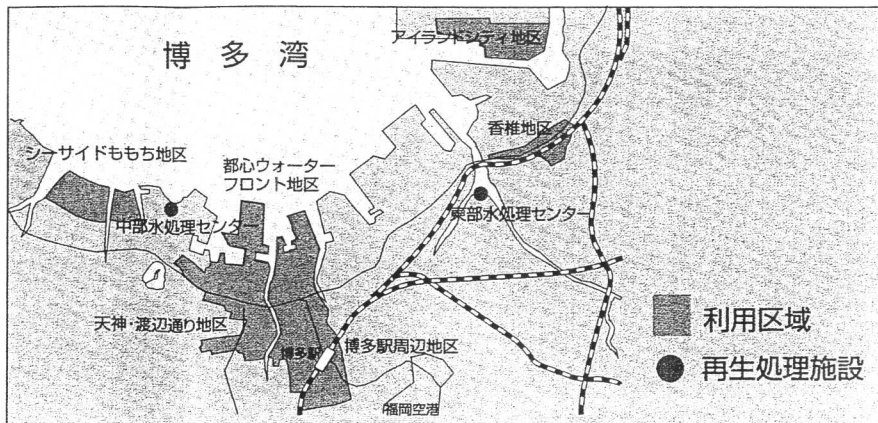 アイランドシティ地区
博多湾
香椎地区
シーサイドももち地区
都心ウォーター
フロント地区
中部水処理センター
東部水処理センター
天神・渡辺通り地区
博多駅
博多駅周辺地区
福岡空港
利用区域
再生処理施設